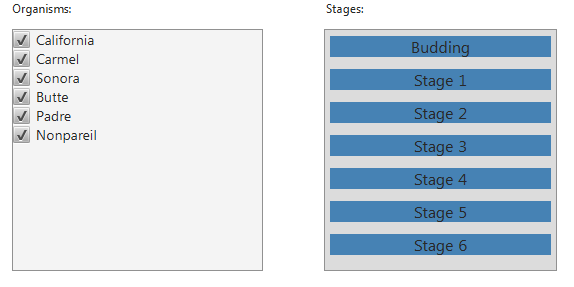 Organisms:
California
Carmel
Sonora
Butte
Padre
Nonpareil
Stages:
Budding
Stage 1
Stage 2
Stage 3
Stage 4
Stage 5
Stage 6